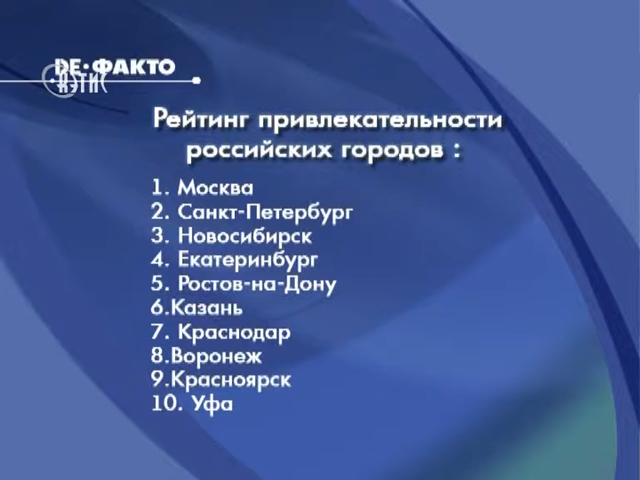 DE·ФАКТО
КЭТИС
Рейтинг привлекательности
российских городов :
1. Москва
2. Санкт-Петербург
3. Новосибирск
4. Екатеринбург
5. Ростов-на-Дону
6.Казань
7. Краснодар
8.Воронеж
9.Красноярск
10. Уфа